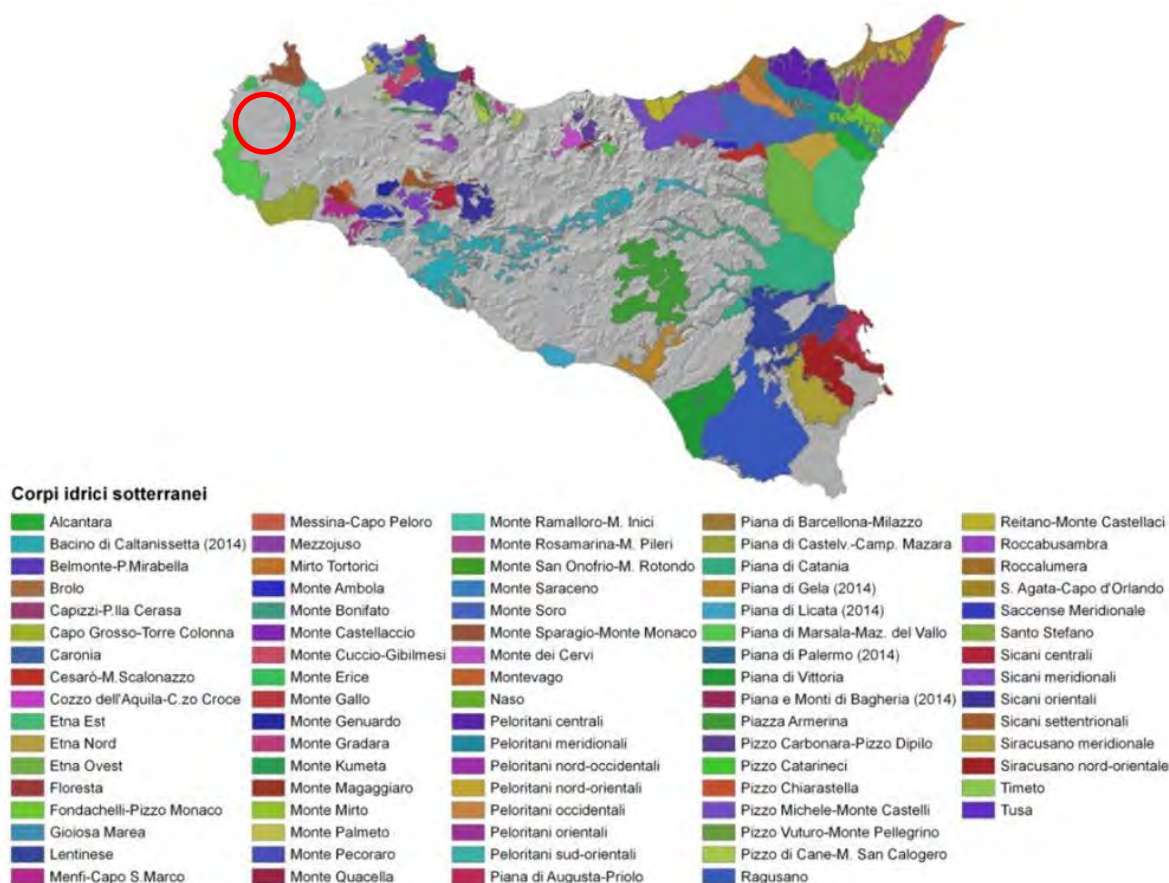 Corpi idrici sotterranei
Alcantara
Bacino di Caltanissetta (2014)
Belmonte-P.Mirabella
Brolo
Capizzi-P.lla Cerasa
Capo Grosso-Torre Colonna
Caronia
Cesarò-M.Scalonazzo
Cozzo dell'Aquila-C.zo Croce
Etna Est
Etna Nord
Etna Ovest
Floresta
Fondachelli-Pizzo Monaco
Gioiosa Marea
Lentinese
Menfi-Capo S.Marco
Messina-Capo Peloro
Mezzojuso
Mirto Tortorici
Monte Ambola
Monte Bonifato
Monte Castellaccio
Monte Cuccio-Gibilmesi
Monte Erice
Monte Gallo
Monte Genuardo
Monte Gradara
Monte Kumeta
Monte Magaggiaro
Monte Mirto
Monte Palmeto
Monte Pecoraro
Monte Quacella
Monte Ramalloro-M. Inici
Monte Rosamarina-M. Pileri
Monte San Onofrio-M. Rotondo
Monte Saraceno
Monte Soro
Monte Sparagio-Monte Monaco
Monte dei Cervi
Montevago
Naso
Peloritani centrali
Peloritani meridionali
Peloritani nord-occidentali
Peloritani nord-orientali
Peloritani occidentali
Peloritani orientali
Peloritani sud-orientali
Piana di Augusta-Priolo
Piana di Barcellona-Milazzo
Piana di Castelv.-Camp. Mazara
Piana di Catania
Piana di Gela (2014)
Piana di Licata (2014)
Piana di Marsala-Maz. del Vallo
Piana di Palermo (2014)
Piana di Vittoria
Piana e Monti di Bagheria (2014)
Piazza Armerina
Pizzo Carbonara-Pizzo Dipilo
Pizzo Catarineci
Pizzo Chiarastella
Pizzo Michele-Monte Castelli
Pizzo Vuturo-Monte Pellegrino
Pizzo di Cane-M. San Calogero
Ragusano
Reitano-Monte Castellaci
Roccabusambra
Roccalumera
S. Agata-Capo d'Orlando
Saccense Meridionale
Santo Stefano
Sicani centrali
Sicani meridionali
Sicani orientali
Sicani settentrionali
Siracusano meridionale
Siracusano nord-orientale
Timeto
Tusa